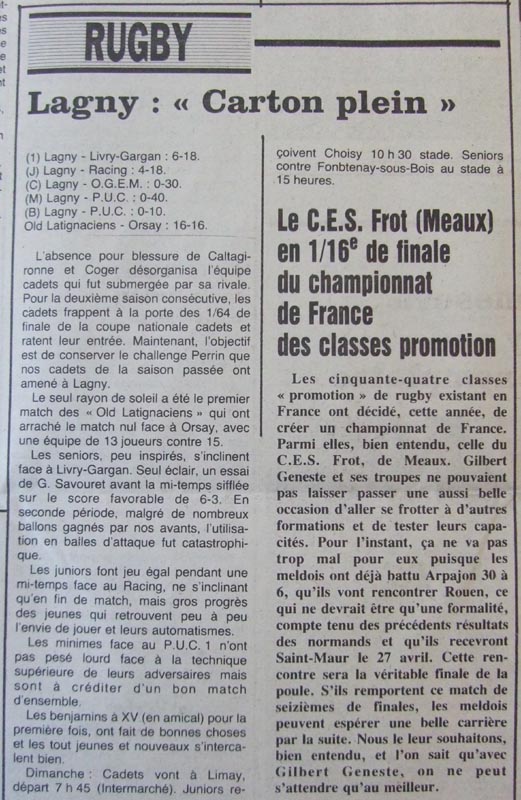 RUGBY
Lagny : « Carton plein »
(1) Lagny - Livry-Gargan : 6-18.
(J) Lagny - Racing : 4-18.
(C) Lagny - O.G.E.M. : 0-30.
(M) Lagny - P.U.C. : 0-40.
(B) Lagny - P.U.C. : 0-10.
Old Latignaciens - Orsay : 16-16.
L'absence pour blessure de Caltagi-
ronne et Coger désorganisa l'équipe
cadets qui fut submergée par sa rivale.
Pour la deuxième saison consécutive, les
cadets frappent à la porte des 1/64 de
finale de la coupe nationale cadets et
ratent leur entrée. Maintenant, l'objectif
est de conserver le challenge Perrin que
nos cadets de la saison passée ont
amené à Lagny.
Le seul rayon de soleil a été le premier
match des « Old Latignaciens » qui ont
arraché le match nul face à Orsay, avec
une équipe de 13 joueurs contre 15.
Les seniors, peu inspirés, s'inclinent
face à Livry-Gargan. Seul éclair, un essai
de G. Savouret avant la mi-temps sifflée
sur le score favorable de 6-3. En
seconde période, malgré de nombreux
ballons gagnés par nos avants, l'utilisa-
tion en balles d'attaque fut catastrophi-
que.
Les juniors font jeu égal pendant une
mi-temps face au Racing, ne s'inclinant
qu'en fin de match, mais gros progrès
des jeunes qui retrouvent peu à peu
l'envie de jouer et leurs automatismes.
Les minimes face au P.U.C. 1 n'ont
pas pesé lourd face à la technique
supérieure de leurs adversaires mais
sont à créditer d'un bon match
d'ensemble.
Les benjamins à XV (en amical) pour la
première fois, ont fait de bonnes choses
et les tout jeunes et nouveaux s'interca-
lent bien.
Dimanche : Cadets vont à Limay,
départ 7 h 45 (Intermarché). Juniors re-
çoivent Choisy 10 h 30 stade. Seniors
contre Fonbtenay-sous-Bois au stade à
15 heures.
Le C.E.S. Frot (Meaux)
en 1/16e de finale
du championnat
de France
des classes promotion
Les cinquante-quatre classes
« promotion » de rugby existant en
France ont décidé, cette année, de
créer un championnat de France.
Parmi elles, bien entendu, celle du
C.E.S. Frot, de Meaux. Gilbert
Geneste et ses troupes ne pouvaient
pas laisser passer une aussi belle
occasion d'aller se frotter à d'autres
formations et de tester leurs capa-
cités. Pour l'instant, ça ne va pas
trop mal pour eux puisque les
meldois ont déjà battu Arpajon 30 à
6, qu'ils vont rencontrer Rouen, ce
qui ne devrait être qu'une formalité,
compte tenu des précédents résultats
des normands et qu'ils recevront
Saint-Maur le 27 avril. Cette ren-
contre sera la véritable finale de la
poule. S'ils remportent ce match de
seizièmes de finales, les meldois
peuvent espérer une belle carrière
par la suite. Nous le leur souhaitons,
bien entendu, et l'on sait qu'avec
Gilbert Geneste, on ne peut
s'attendre qu'au meilleur.